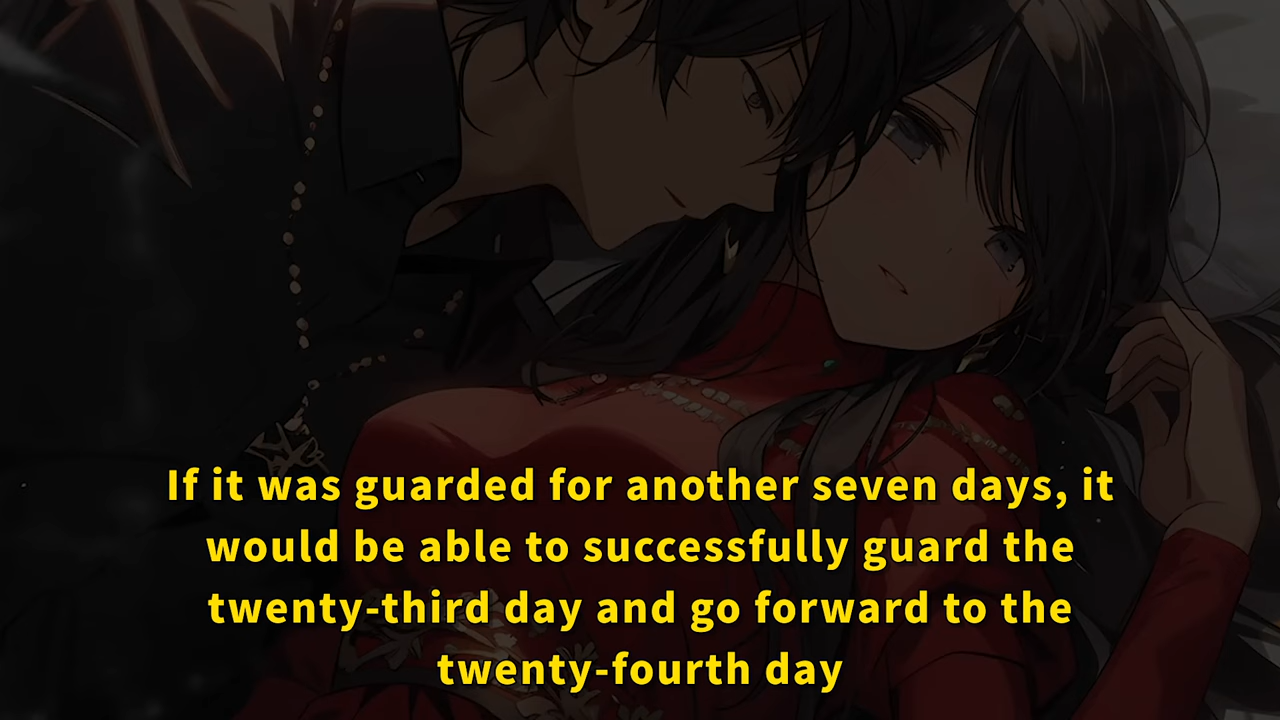 If it was guarded for another seven days, it
would be able to successfully guard the
twenty-third day and go forward to the
twenty-fourth day